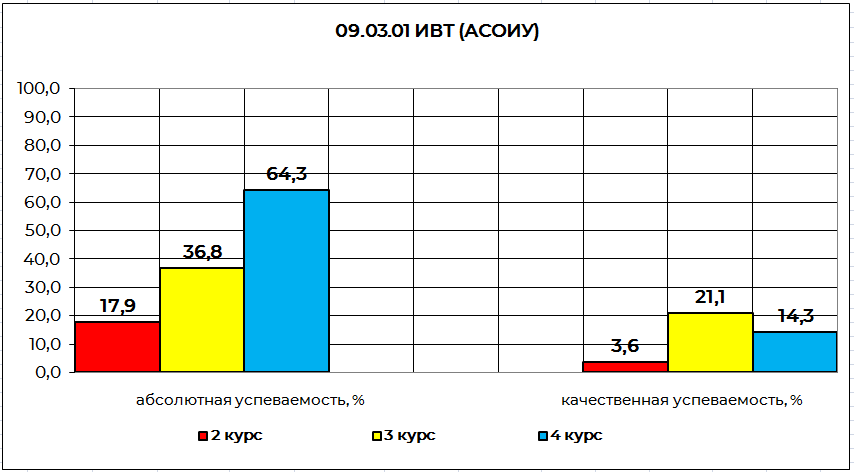 09.03.01 ИВТ (АСОИУ)
100,0
90,0
80,0
70,0
60,0
50,0
40,0
30,0
20,0
10,0
0,0
17,9
36,8
64,3
3,6
21,1
14,3
абсолютная успеваемость, %
качественная успеваемость, %
2 курс
3 курс
4 курс